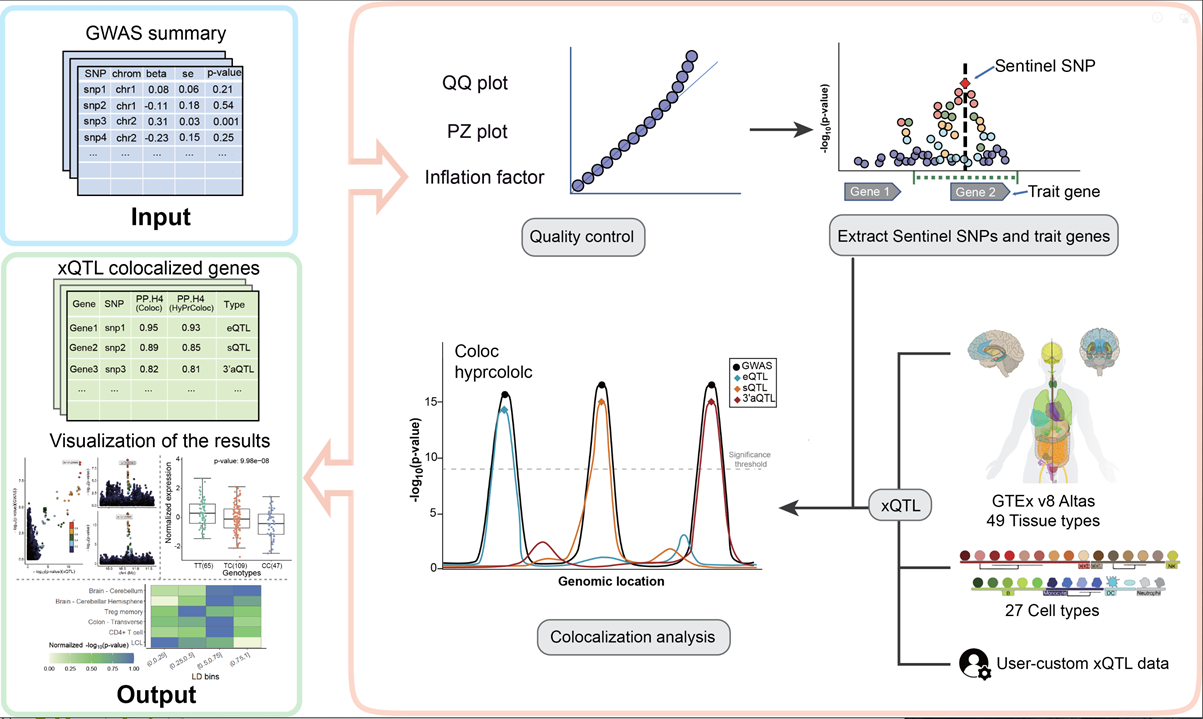 GWAS summary
SNP chrom beta se p-value
snp1 chr1 0.08 0.06 0.21
snp2 chr1 -0.11 0.18 0.54
snp3 chr2 0.31 0.03 0.001
snp4 chr2 -0.23 0.15 0.25
... ... ... ... ...
Input
QQ plot
PZ plot
Inflation factor
Quality control
-log10(p-value)
Sentinel SNP
Gene 1
Gene 2
Trait gene
Extract Sentinel SNPs and trait genes
xQTL colocalized genes
Gene SNP PP.H4 (Coloc) PP.H4 (HyPrColoc) Type
Gene1 snp1 0.95 0.93 eQTL
Gene2 snp2 0.89 0.85 sQTL
Gene3 snp3 0.82 0.81 3'aQTL
... ... ... ... ...
Visualization of the results
p-value: 9.98e-08
Normalized expression
4
2
0
-2
TT(65) TC(109) CC(47)
Genotypes
Brain - Cerebellum
Brain - Cerebellar Hemisphere
Treg memory
Colon - Transverse
CD4+ T cell
LCL
Normailzed -log10(p-value)
0.00 0.25 0.50 0.75 1.00
(0,0.25] (0.25,0.5] (0.5,0.75] (0.75,1]
LD bins
Output
Coloc
hyprcololc
GWAS
eQTL
sQTL
3'aQTL
-log10(p-value)
15
10
5
0
Significance
threshold
Genomic location
Colocalization analysis
xQTL
GTEx v8 Altas
49 Tissue types
NK
B
Monocyte
DC
Neutrophil
27 Cell types
User-custom xQTL data